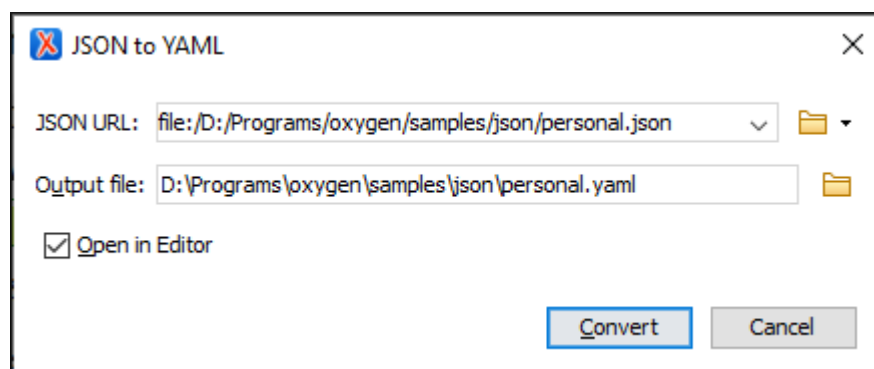 JSON to YAML
JSON URL: file:/D:/Programs/oxygen/samples/json/personal.json
Output file: D:\Programs\oxygen\samples\json\personal.yaml
Open in Editor
Convert Cancel